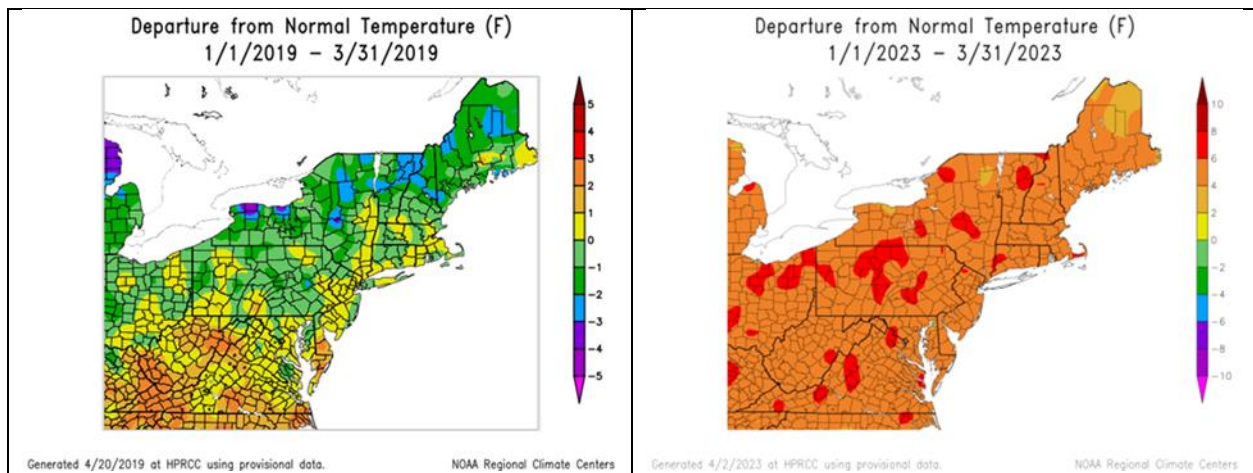 Departure from Normal Temperature (F)
1/1/2019 – 3/31/2019
5
4
3
2
1
0
-1
-2
-3
-4
-5
Generated 4/20/2019 at HPRCC using provisional data.
NOAA Regional Climate Centers
Departure from Normal Temperature (F)
1/1/2023 – 3/31/2023
10
8
6
4
2
0
-2
-4
-6
-8
-10
Generated 4/2/2023 at HPRCC using provisional data.
NOAA Regional Climate Centers